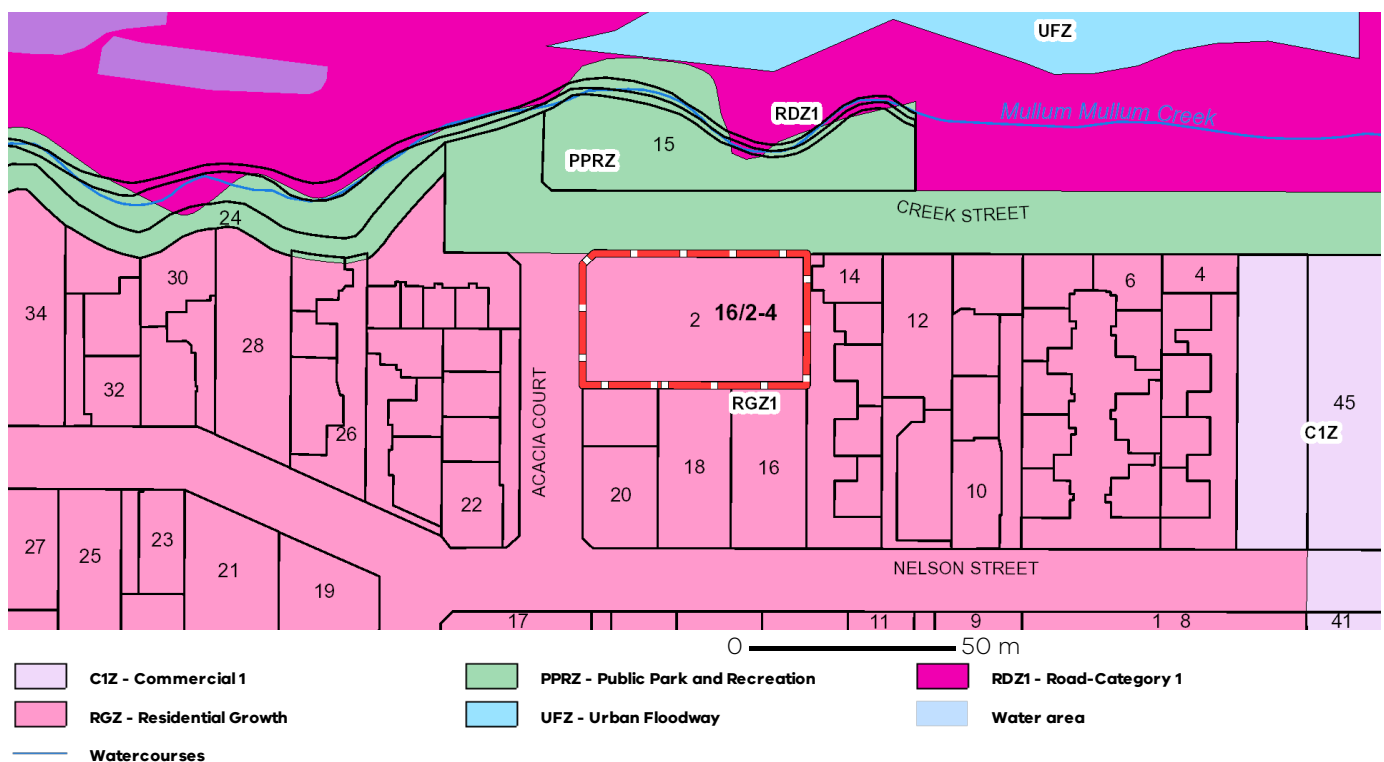 UFZ
Mullum Mullum Creek
RDZ1
15
PPRZ
CREEK STREET
24
30
14
6
4
34
2
16/2-4
12
28
32
ACACIA COURT
RGZ1
45
C1Z
26
20
18
16
22
10
27
25
23
21
19
NELSON STREET
17
11
9
1 8
41
0 50 m
C1Z - Commercial 1
PPRZ - Public Park and Recreation
RDZ1 - Road-Category 1
RGZ - Residential Growth
UFZ - Urban Floodway
Water area
Watercourses